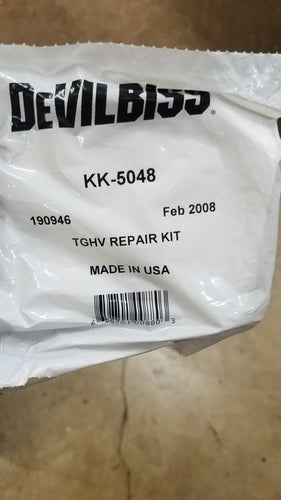 DEVILBISS®
KK-5048
190946 Feb 2008
TGHV REPAIR KIT
MADE IN USA